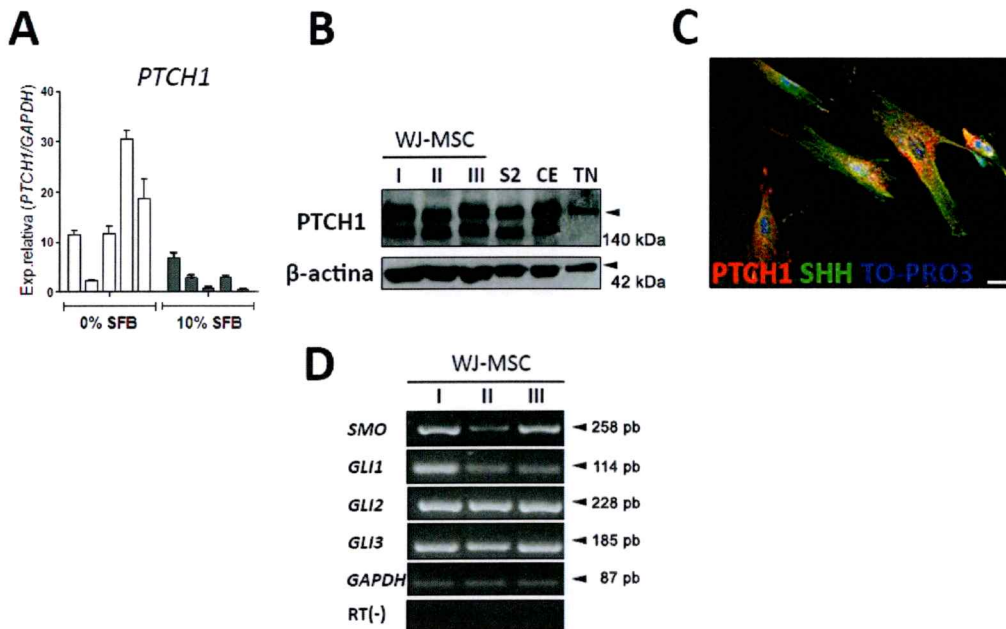 A
PTCH1
Exp.relativa (PTCH1/GAPDH)
40
30
20
10
0
0% SFB
10% SFB
B
WJ-MSC
I II III S2 CE TN
PTCH1
140 kDa
β-actina
42 kDa
C
PTCH1 SHH TO-PRO3
D
WJ-MSC
I II III
SMO
258 pb
GLI1
114 pb
GLI2
228 pb
GLI3
185 pb
GAPDH
87 pb
RT(-)